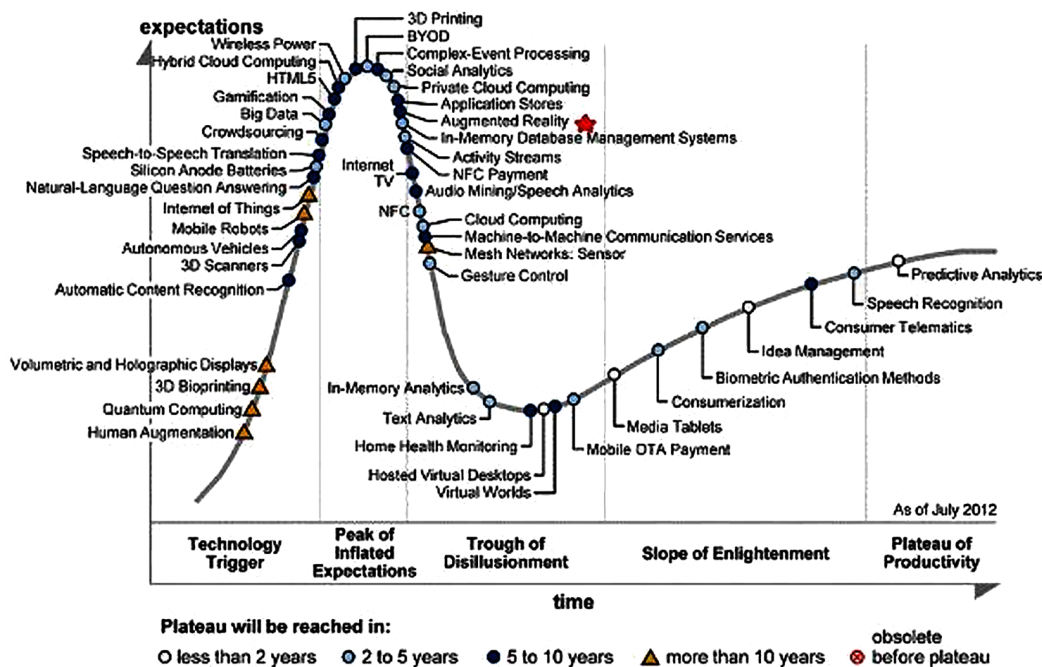 expectations
3D Printing
BYOD
Wireless Power
Complex-Event Processing
Hybrid Cloud Computing
Social Analytics
HTML5
Private Cloud Computing
Gamification
Application Stores
Big Data
Augmented Reality
Crowdsourcing
In-Memory Database Management Systems
Speech-to-Speech Translation
Activity Streams
Silicon Anode Batteries
Internet
TV
NFC Payment
Natural-Language Question Answering
Audio Mining/Speech Analytics
Internet of Things
NFC
Cloud Computing
Mobile Robots
Machine-to-Machine Communication Services
Autonomous Vehicles
Mesh Networks: Sensor
3D Scanners
Gesture Control
Automatic Content Recognition
Predictive Analytics
Speech Recognition
Consumer Telematics
Idea Management
Volumetric and Holographic Displays
Biometric Authentication Methods
3D Bioprinting
In-Memory Analytics
Consumerization
Quantum Computing
Text Analytics
Media Tablets
Human Augmentation
Home Health Monitoring
Mobile OTA Payment
Hosted Virtual Desktops
Virtual Worlds
As of July 2012
Technology
Trigger
Peak of
Inflated
Expectations
Trough of
Disillusionment
Slope of Enlightenment
Plateau of
Productivity
time
Plateau will be reached in:
less than 2 years
2 to 5 years
5 to 10 years
more than 10 years
obsolete
before plateau